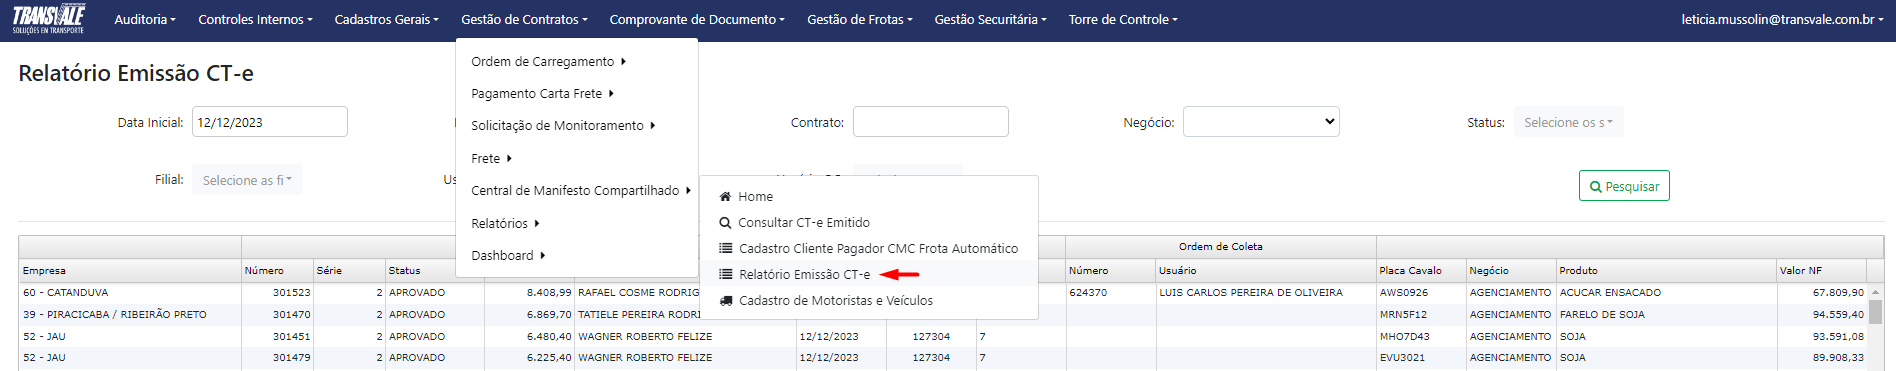 TRANSVALE
SOLUÇÕES EM TRANSPORTE
Auditoria
Controles Internos
Cadastros Gerais
Gestão de Contratos
Comprovante de Documento
Gestão de Frotas
Gestão Securitária
Torre de Controle
leticia.mussolin@transvale.com.br
Relatório Emissão CT-e
Ordem de Carregamento
Pagamento Carta Frete
Solicitação de Monitoramento
Frete
Central de Manifesto Compartilhado
Relatórios
Dashboard
Data Inicial: 12/12/2023
Contrato:
Negócio:
Status: Selecione os s
Filial: Selecione as fi
Us
Pesquisar
Home
Consultar CT-e Emitido
Cadastro Cliente Pagador CMC Frota Automático
Relatório Emissão CT-e
Cadastro de Motoristas e Veículos
Ordem de Coleta
Empresa Número Série Status Número Usuário Placa Cavalo Negócio Produto Valor NF
60 - CATANDUVA 301523 2 APROVADO 8.408,99 RAFAEL COSME RODRIG 624370 LUIS CARLOS PEREIRA DE OLIVEIRA AWS0926 AGENCIAMENTO ACUCAR ENSACADO 67.809,90
39 - PIRACICABA / RIBEIRÃO PRETO 301470 2 APROVADO 6.869,70 TATIELE PEREIRA RODRI MRN5F12 AGENCIAMENTO FARELO DE SOJA 94.559,40
52 - JAU 301451 2 APROVADO 6.480,40 WAGNER ROBERTO FELIZE 12/12/2023 127304 7 MHO7D43 AGENCIAMENTO SOJA 93.591,08
52 - JAU 301479 2 APROVADO 6.225,40 WAGNER ROBERTO FELIZE 12/12/2023 127304 7 EVU3021 AGENCIAMENTO SOJA 89.908,33